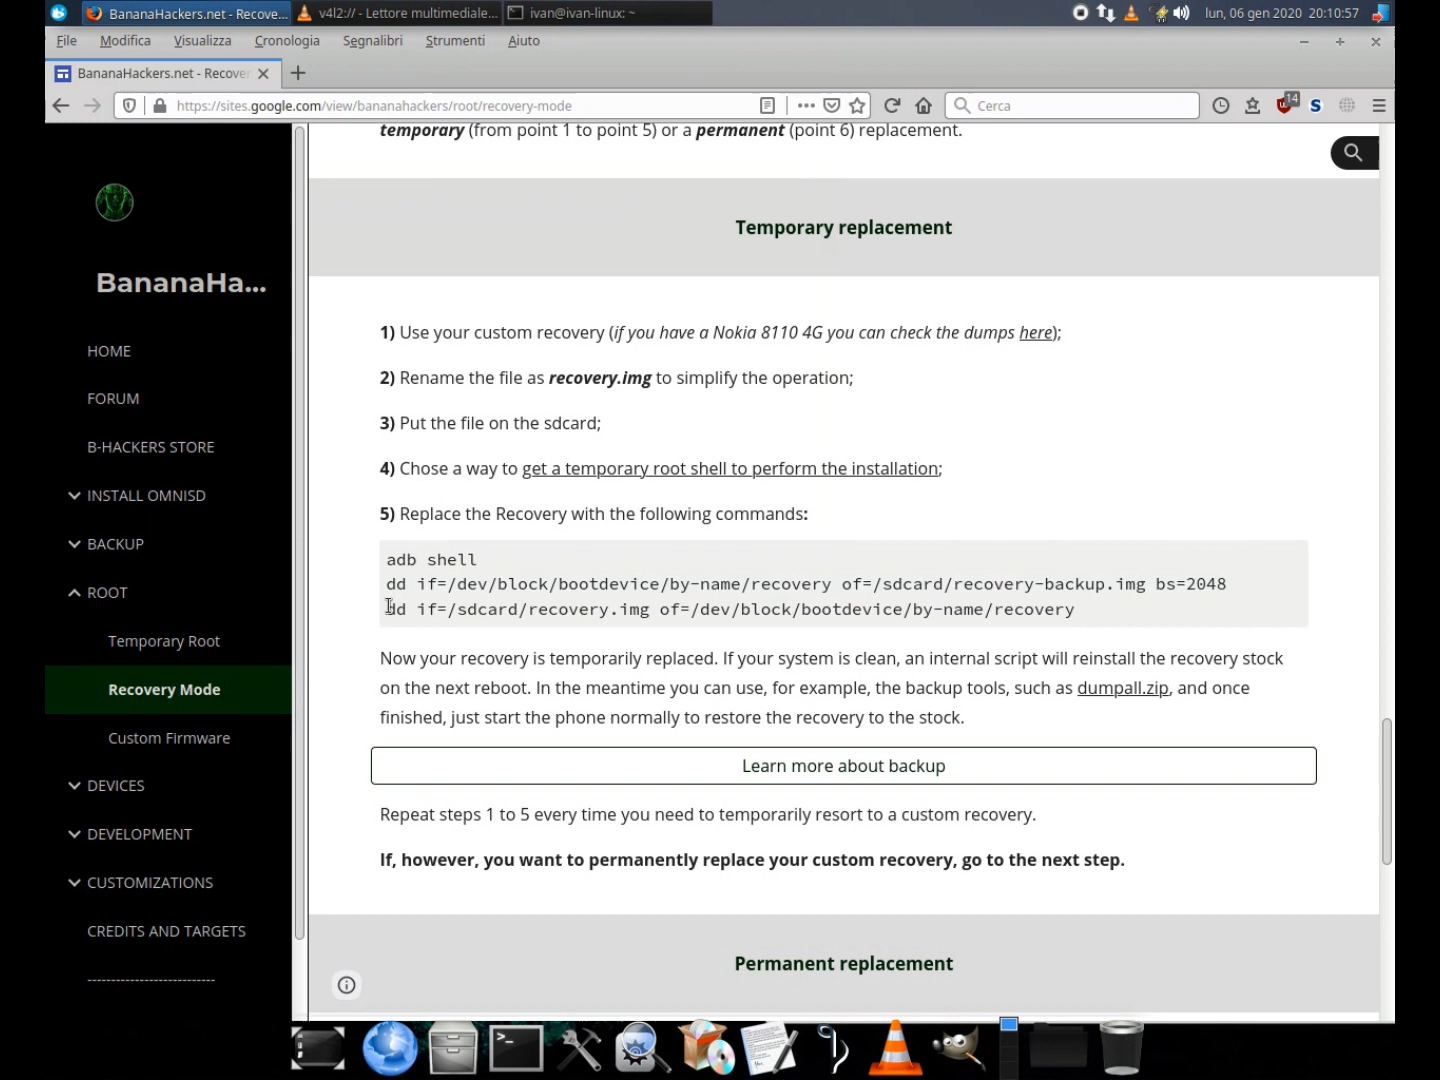 BananaHackers.net - Recove...
v4l2:// - Lettore multimediale...
ivan@ivan-linux: ~
lun, 06 gen 2020 20:10:57
File Modifica Visualizza Cronologia Segnalibri Strumenti Aiuto
BananaHackers.net - Recover
https://sites.google.com/view/bananahackers/root/recovery-mode
Cerca
14
S
BananaHa...
HOME
FORUM
B-HACKERS STORE
INSTALL OMNISD
BACKUP
ROOT
Temporary Root
Recovery Mode
Custom Firmware
DEVICES
DEVELOPMENT
CUSTOMIZATIONS
CREDITS AND TARGETS
--------------------------
temporary (from point 1 to point 5) or a permanent (point 6) replacement.
Temporary replacement
1) Use your custom recovery (if you have a Nokia 8110 4G you can check the dumps here);
2) Rename the file as recovery.img to simplify the operation;
3) Put the file on the sdcard;
4) Chose a way to get a temporary root shell to perform the installation;
5) Replace the Recovery with the following commands:
adb shell
dd if=/dev/block/bootdevice/by-name/recovery of=/sdcard/recovery-backup.img bs=2048
dd if=/sdcard/recovery.img of=/dev/block/bootdevice/by-name/recovery
Now your recovery is temporarily replaced. If your system is clean, an internal script will reinstall the recovery stock
on the next reboot. In the meantime you can use, for example, the backup tools, such as dumpall.zip, and once
finished, just start the phone normally to restore the recovery to the stock.
Learn more about backup
Repeat steps 1 to 5 every time you need to temporarily resort to a custom recovery.
If, however, you want to permanently replace your custom recovery, go to the next step.
Permanent replacement